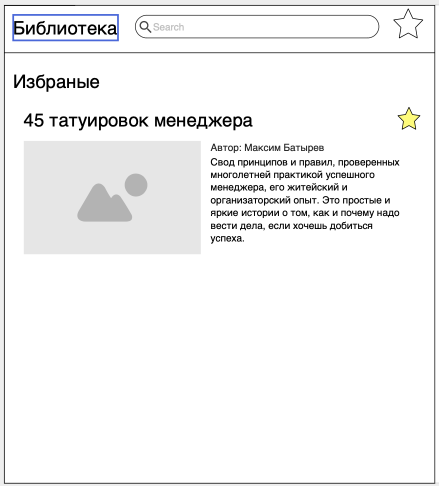 Библиотека
Search
Избраные
45 татуировок менеджера
Автор: Максим Батырев
Свод принципов и правил, проверенных
многолетней практикой успешного
менеджера, его житейский и
организаторский опыт. Это простые и
яркие истории о том, как и почему надо
вести дела, если хочешь добиться
успеха.